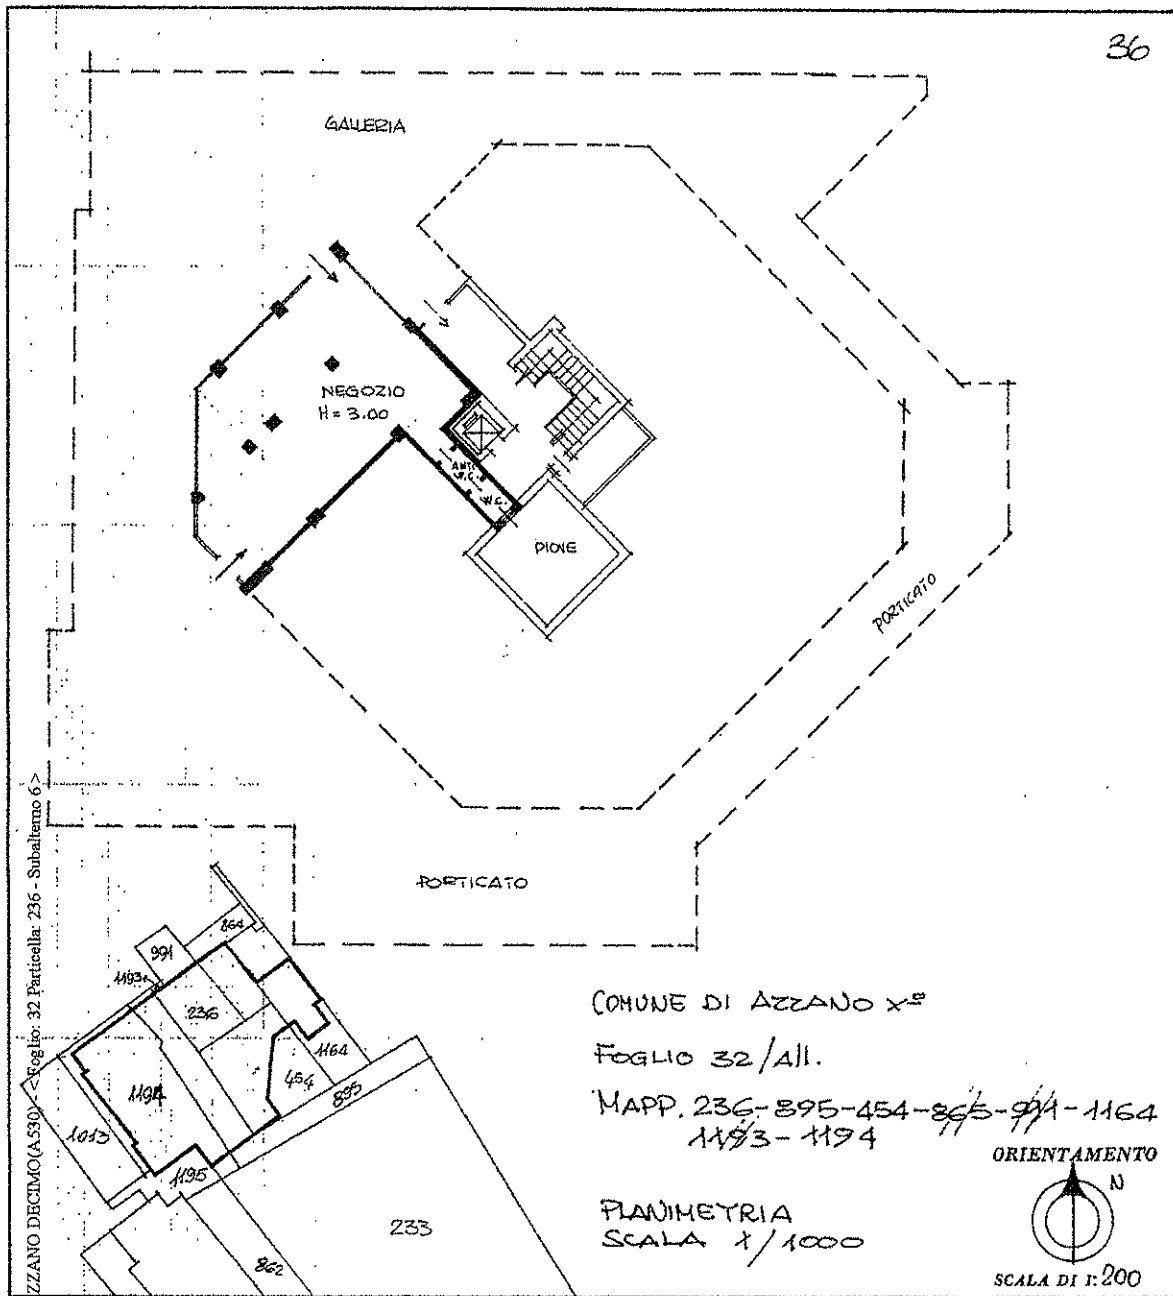 36
GALLERIA
NEGOZIO
H = 3.00
ANTI
W.C.
W.C.
PIOVE
PORTICATO
PORTICATO
ZZANO DECIMO(A530) - <Foglio: 32 Particella: 236 - Subalterno 6 >
864
991
1193
236
1164
454
895
1194
1013
1195
233
862
COMUNE DI AZZANO Xº
FOGLIO 32/All.
MAPP. 236-895-454-865-991-1164
1193-1194
PLANIMETRIA
SCALA 1/1000
ORIENTAMENTO
N
SCALA DI 1:200